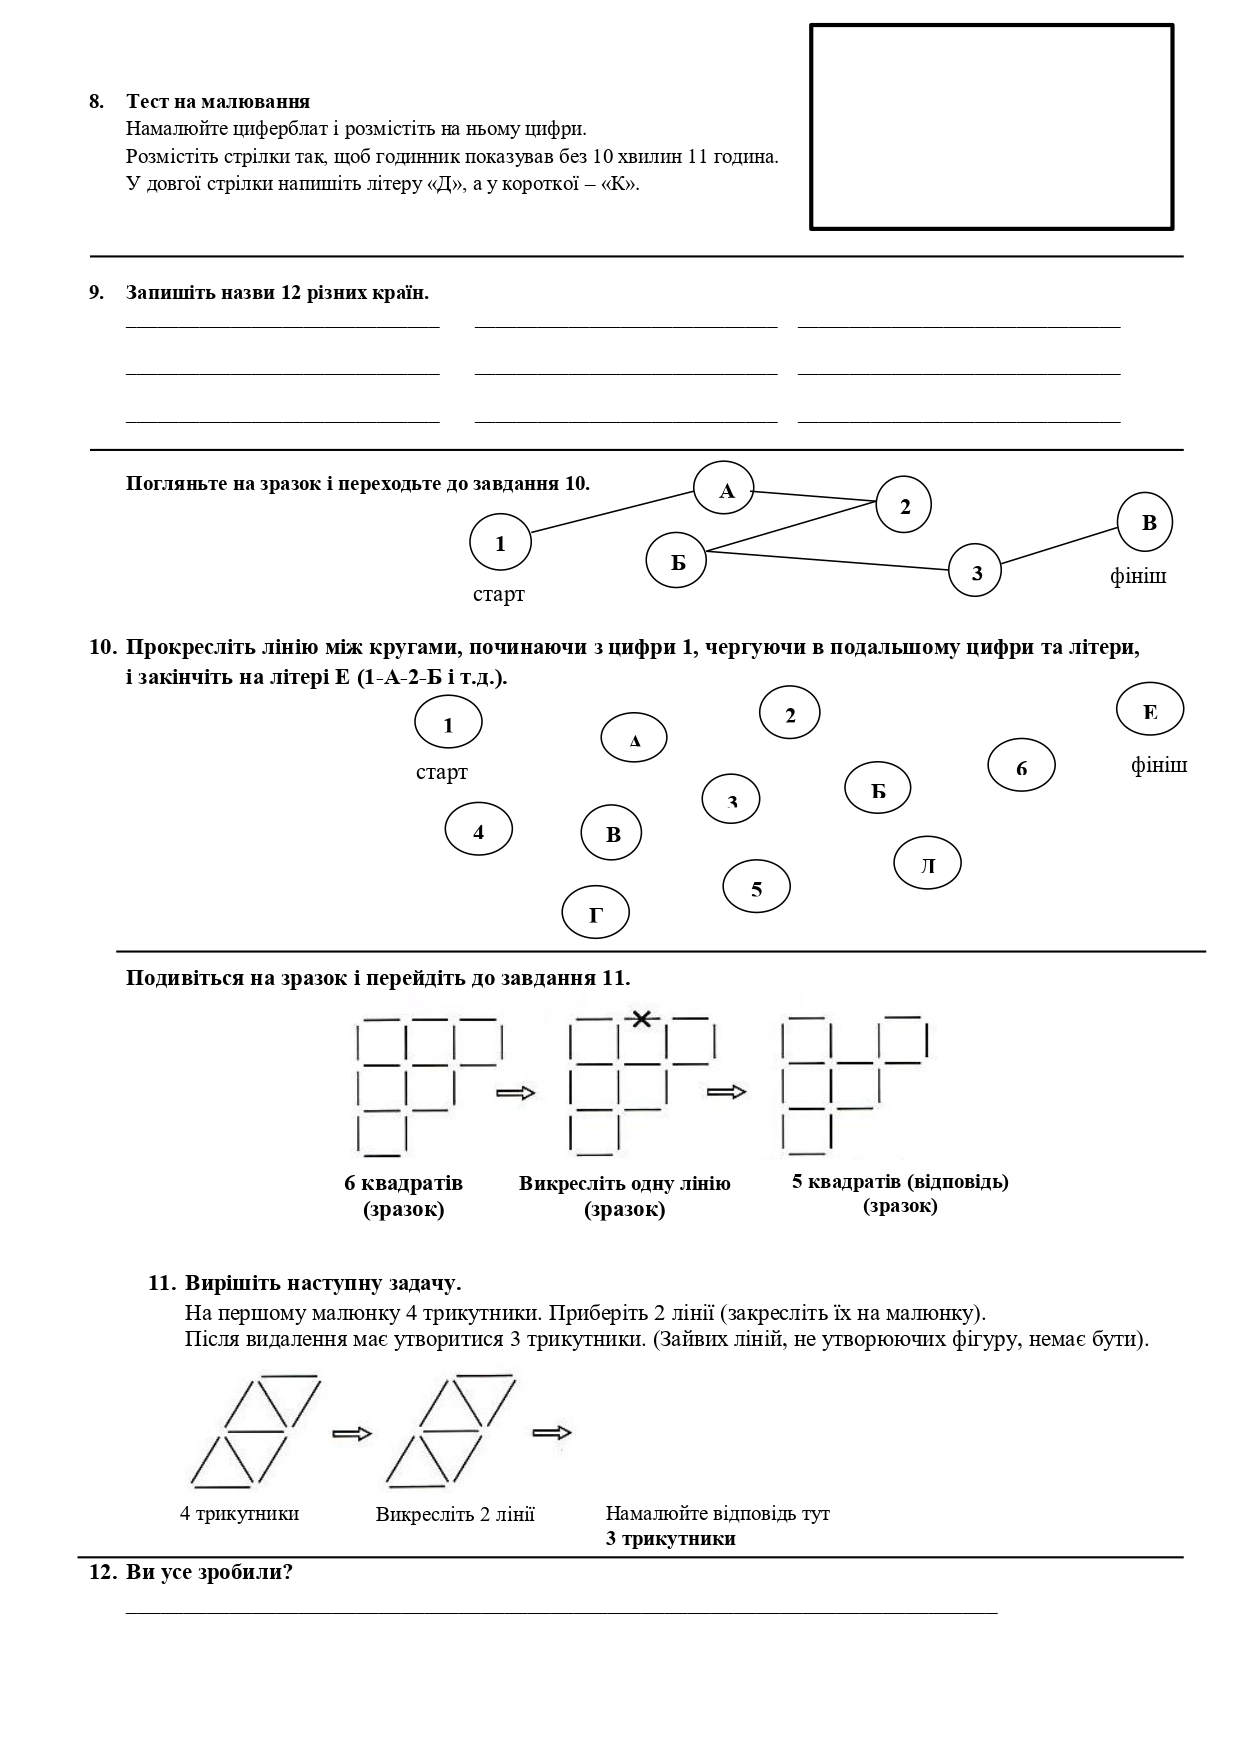 8. Тест на малювання
Намалюйте циферблат і розмістіть на ньому цифри.
Розмістіть стрілки так, щоб годинник показував без 10 хвилин 11 година.
У довгої стрілки напишіть літеру «Д», а у короткої – «К».
9. Запишіть назви 12 різних країн.
Погляньте на зразок і переходьте до завдання 10.
А
2
В
1
Б
3
фініш
старт
10. Прокресліть лінію між кругами, починаючи з цифри 1, чергуючи в подальшому цифри та літери,
і закінчіть на літері Е (1-А-2-Б і т.д.).
1
А
2
Е
старт
6
фініш
3
Б
4
В
Д
5
Г
Подивіться на зразок і перейдіть до завдання 11.
6 квадратів
(зразок)
Викресліть одну лінію
(зразок)
5 квадратів (відповідь)
(зразок)
11. Вирішіть наступну задачу.
На першому малюнку 4 трикутники. Приберіть 2 лінії (закресліть їх на малюнку).
Після видалення має утворитися 3 трикутники. (Зайвих ліній, не утворюючих фігуру, немає бути).
4 трикутники
Викресліть 2 лінії
Намалюйте відповідь тут
3 трикутники
12. Ви усе зробили?